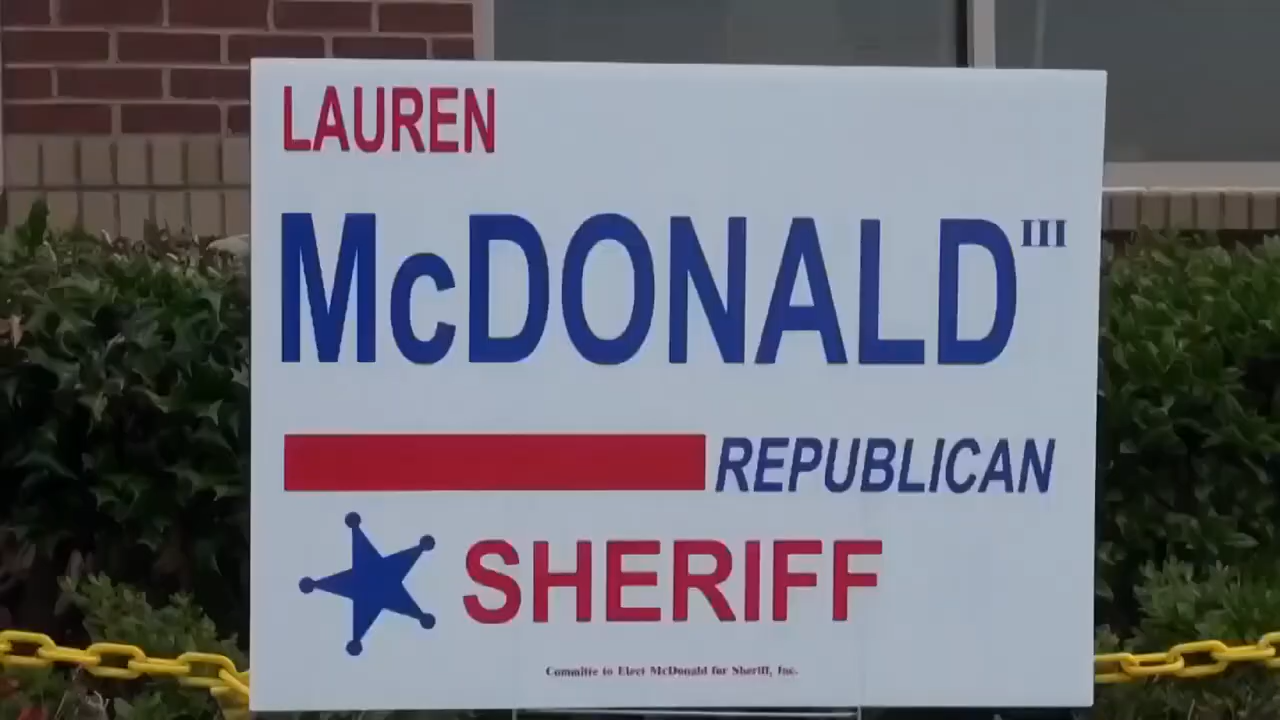 LAUREN
McDONALD III
REPUBLICAN
SHERIFF
Committe to Elect McDonald for Sheriff, Inc.